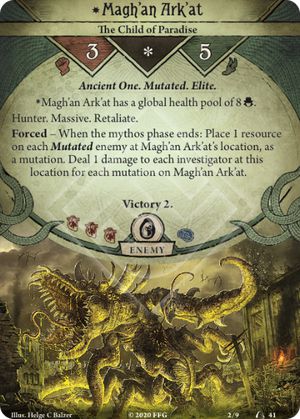 *Magh'an Ark'at
The Child of Paradise
3 * 5
Ancient One. Mutated. Elite.
*Magh'an Ark'at has a global health pool of 8
Hunter. Massive. Retaliate.
Forced – When the mythos phase ends: Place 1 resource
on each Mutated enemy at Magh'an Ark'at's location, as
a mutation. Deal 1 damage to each investigator at this
location for each mutation on Magh'an Ark'at.
Victory 2.
ENEMY
Illus. Helge C Balzer © 2020 FFG 2/9 41